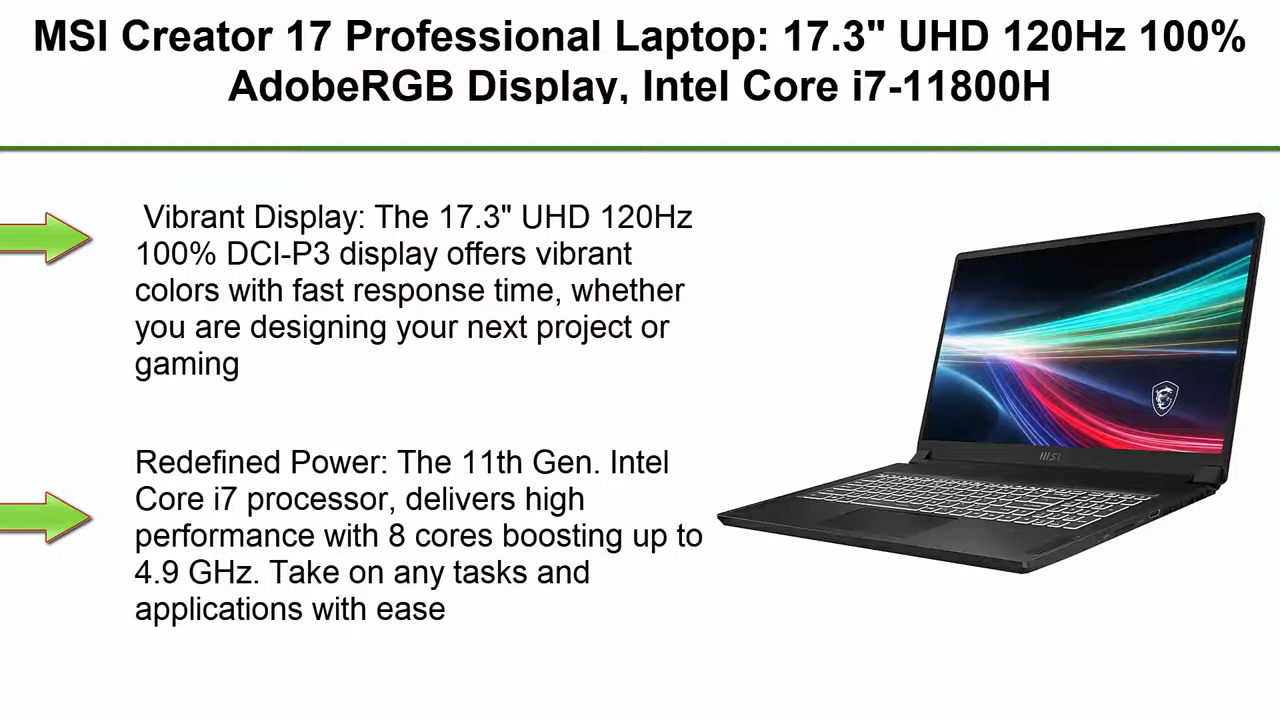 MSI Creator 17 Professional Laptop: 17.3" UHD 120Hz 100%
AdobeRGB Display, Intel Core i7-11800H
Vibrant Display: The 17.3" UHD 120Hz
100% DCI-P3 display offers vibrant
colors with fast response time, whether
you are designing your next project or
gaming
Redefined Power: The 11th Gen. Intel
Core i7 processor, delivers high
performance with 8 cores boosting up to
4.9 GHz. Take on any tasks and
applications with ease
msi